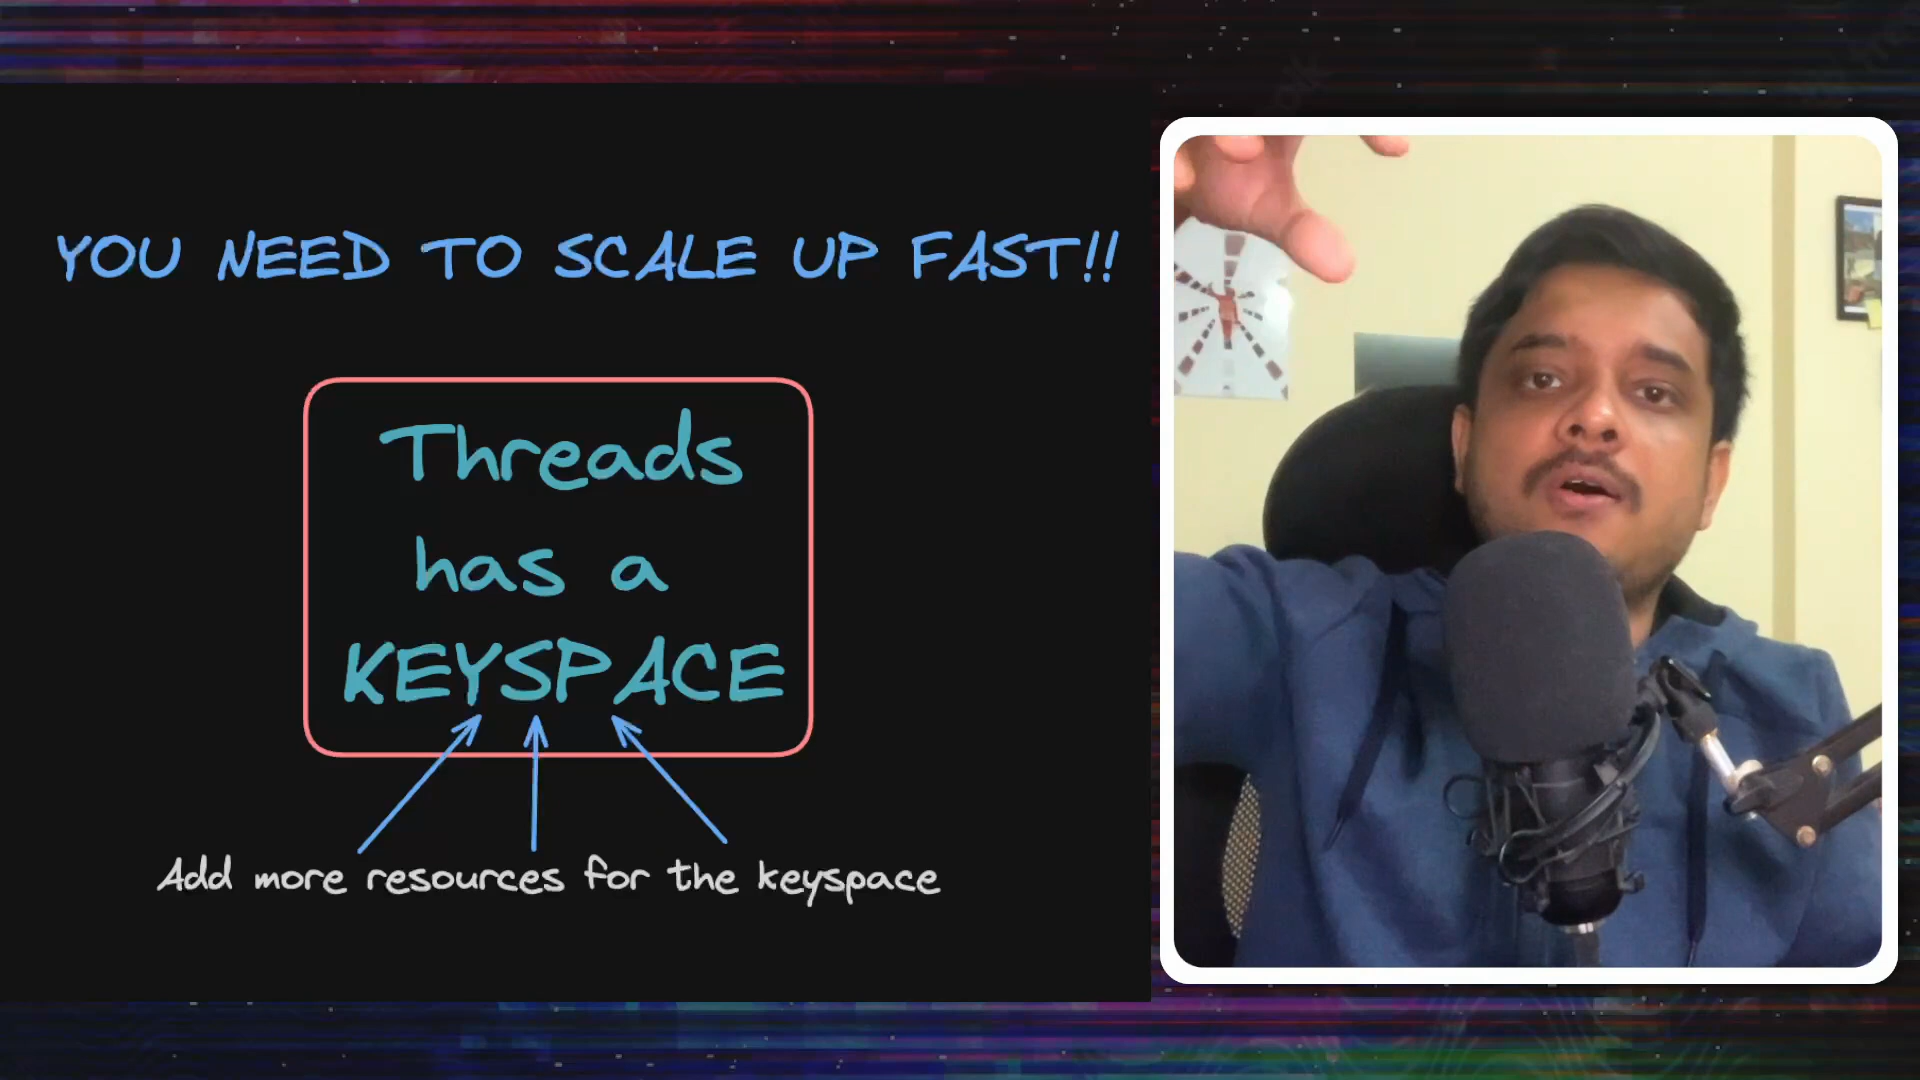 YOU NEED TO SCALE UP FAST!!
Threads
has a
KEYSPACE
Add more resources for the keyspace